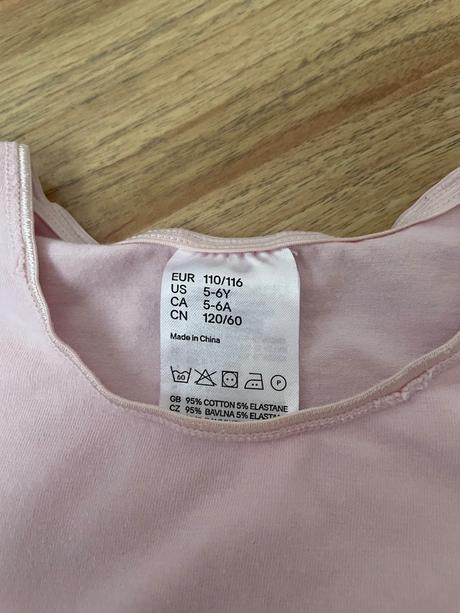 EUR 110/116
US 5-6Y
CA 5-6A
CN 120/60
Made in China
60 P
GB 95% COTTON 5% ELASTANE
CZ 95% BAVLNA 5% ELASTAN